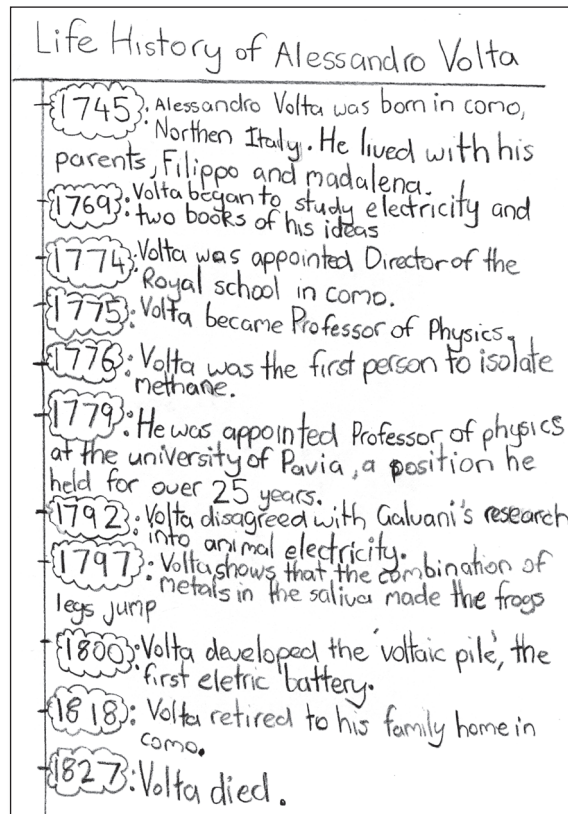 Life History of Alessandro Volta
1745: Alessandro Volta was born in como,
Northen Italy. He lived with his
parents, Filippo and madalena.
1769: Volta began to study electricity and
two books of his ideas
1774: Volta was appointed Director of the
Royal school in como.
1775: Volta became Professor of Physics.
1776: Volta was the first person to isolate
methane.
1779: He was appointed Professor of physics
at the university of Pavia, a position he
held for over 25 years.
1792: Volta disagreed with Galvani's research
into animal electricity.
1797: Volta shows that the combination of
metals in the saliva made the frogs
legs jump
1800: Volta developed the 'voltaic pile', the
first eletric battery.
1818: Volta retired to his family home in
como.
1827: Volta died.